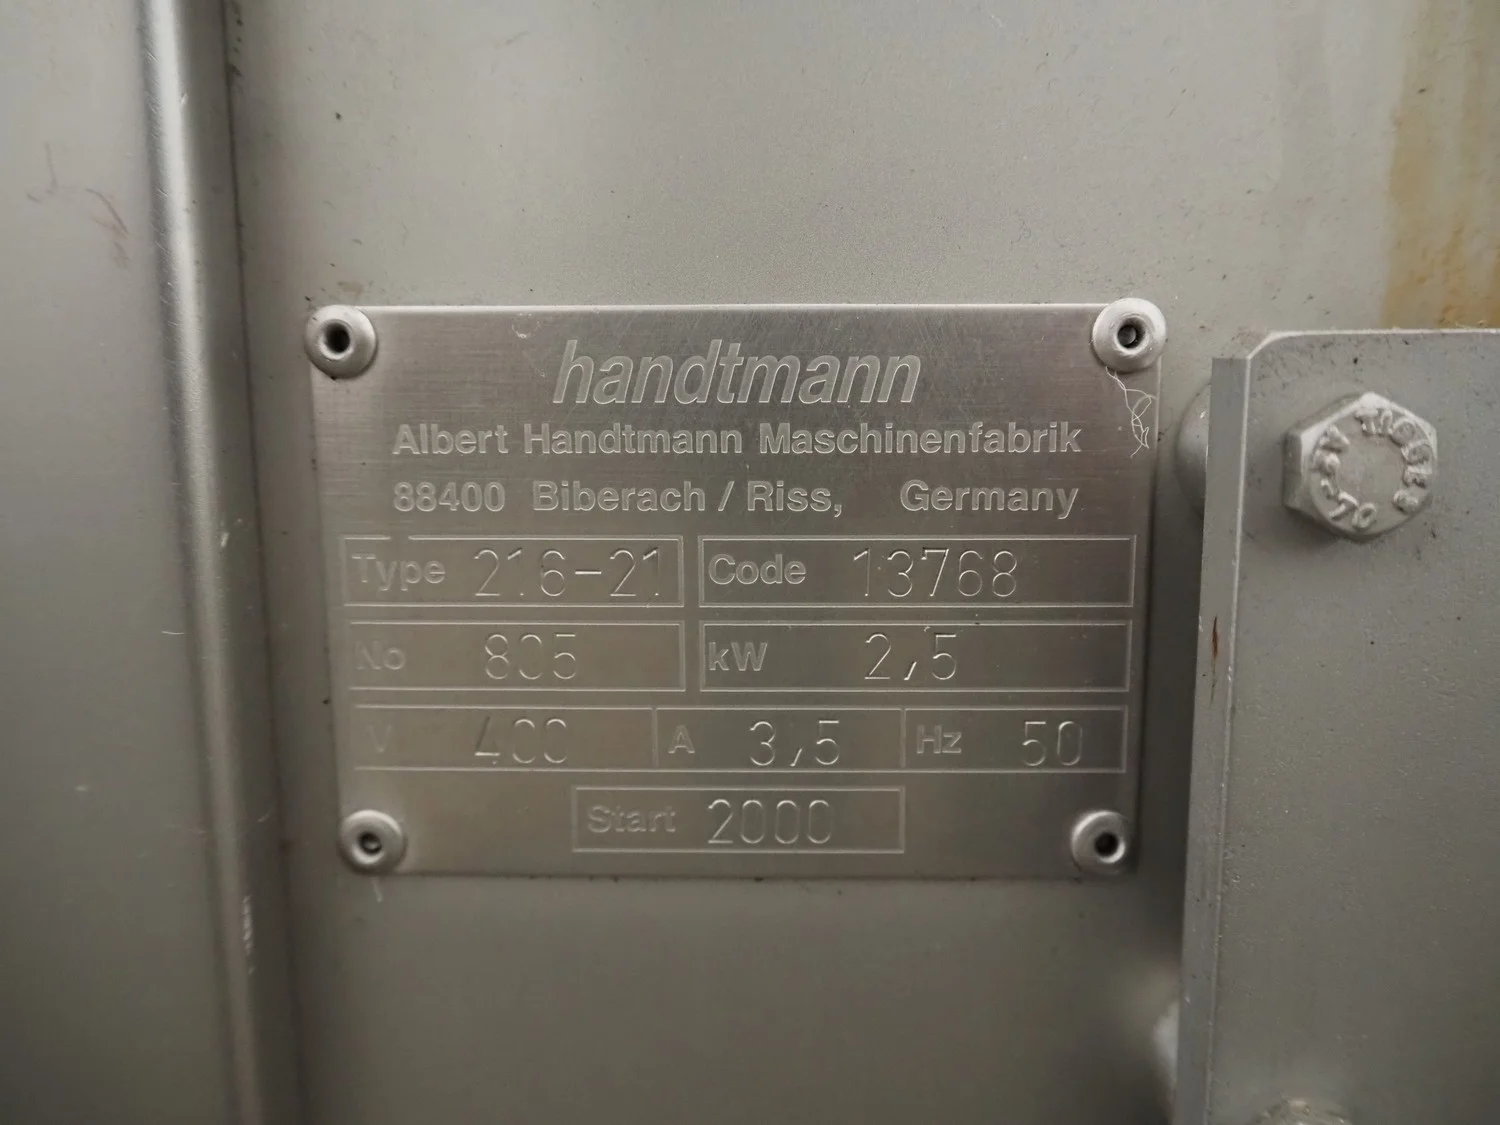 handtmann
Albert Handtmann Maschinenfabrik
88400 Biberach / Riss, Germany
Type 216-21 Code 13768
No 805 kW 2,5
V 400 A 3,5 Hz 50
Start 2000